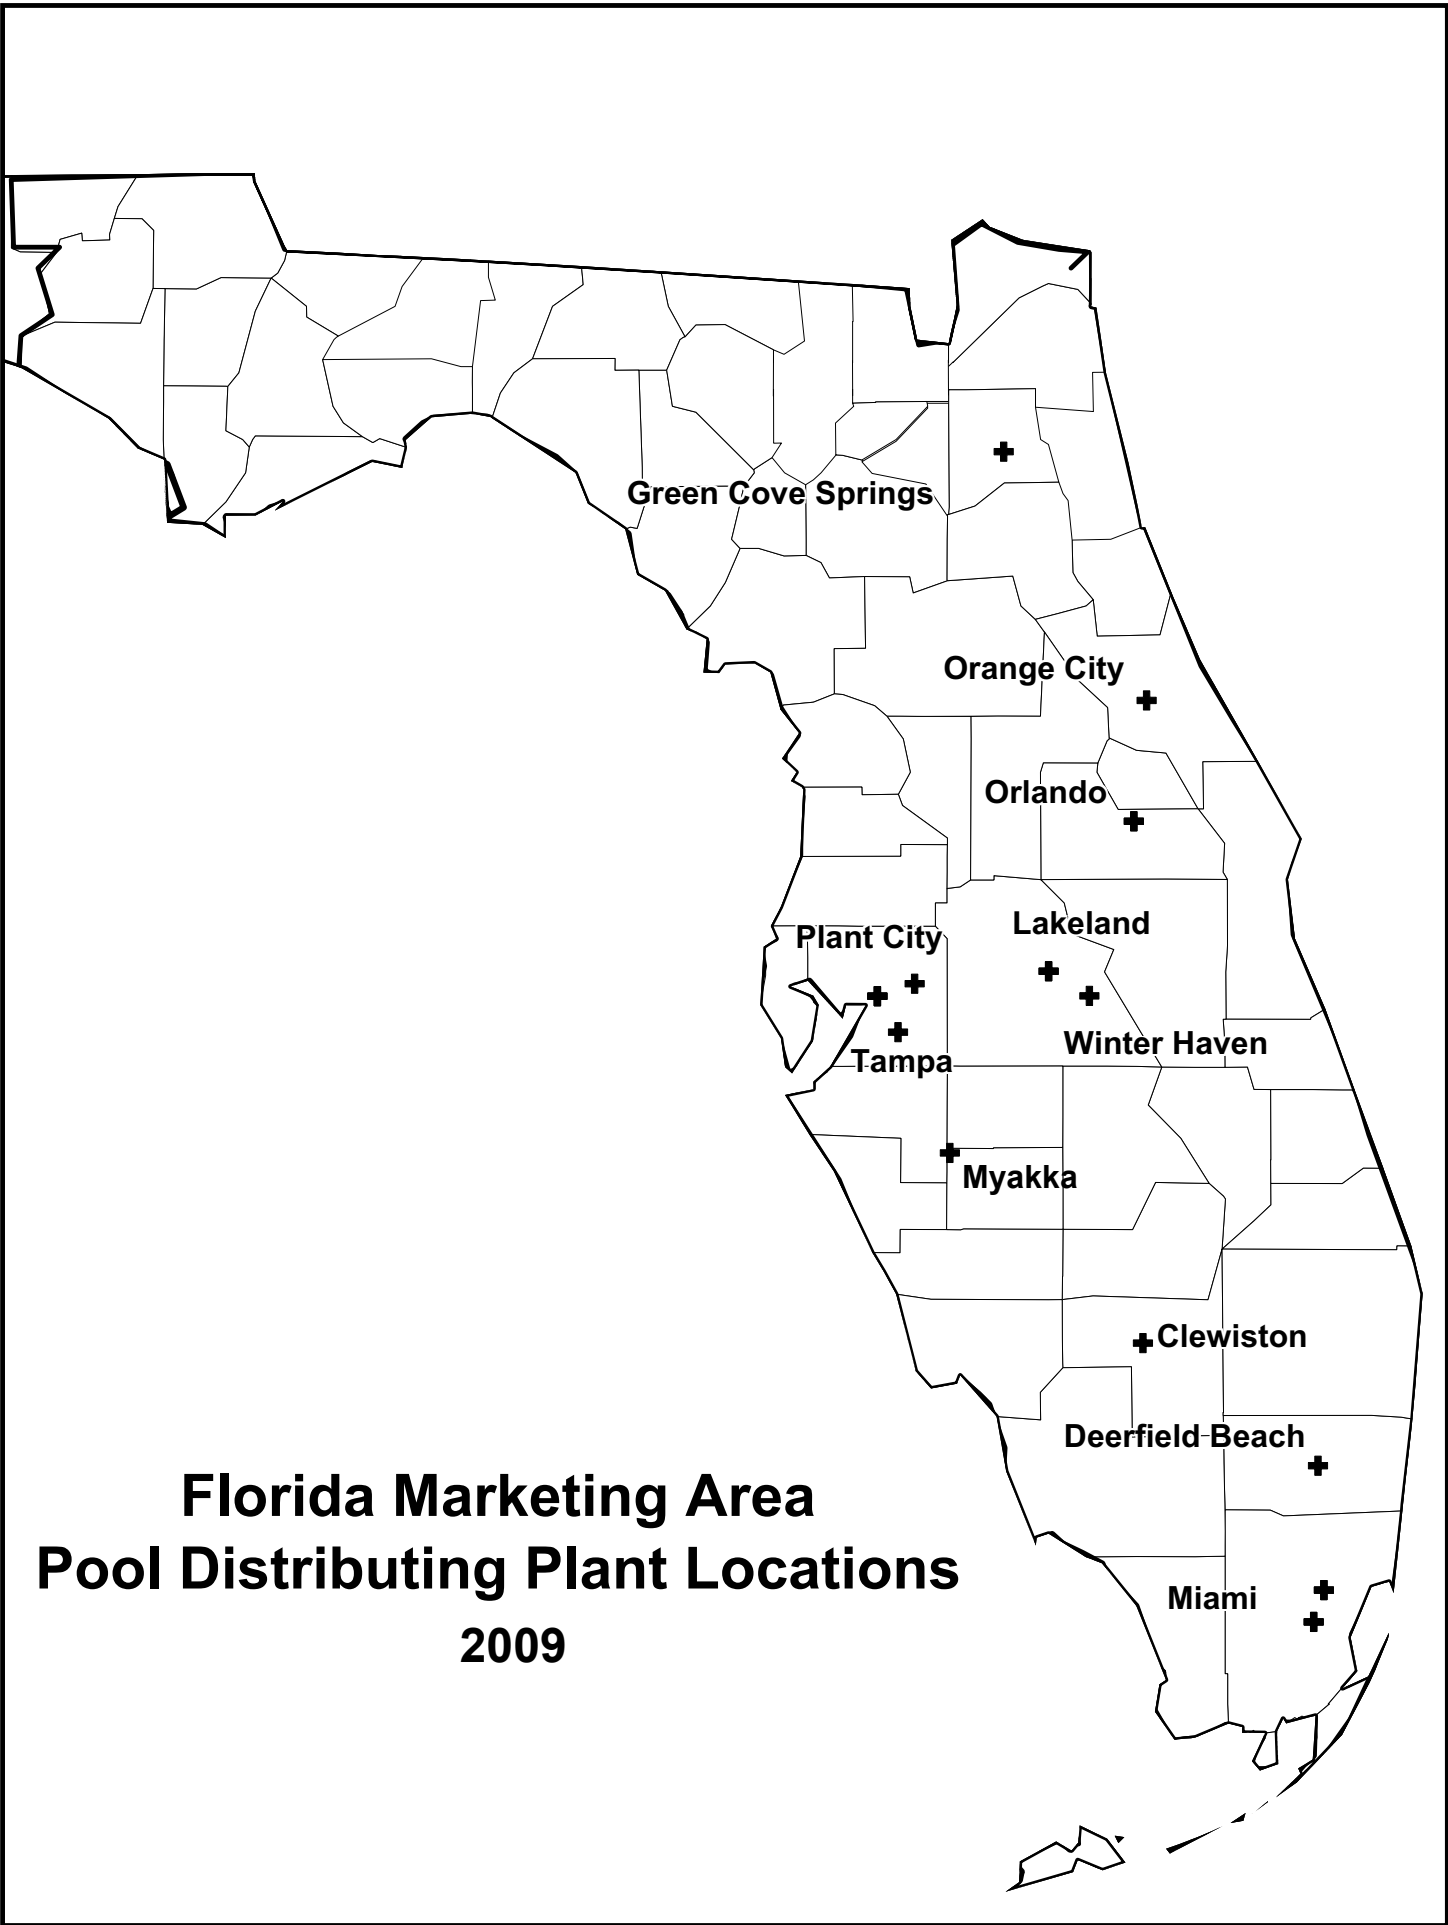 Green Cove Springs
Orange City
Orlando
Lakeland
Plant City
Winter Haven
Tampa
Myakka
Clewiston
Deerfield Beach
Florida Marketing Area
Pool Distributing Plant Locations
Miami
2009